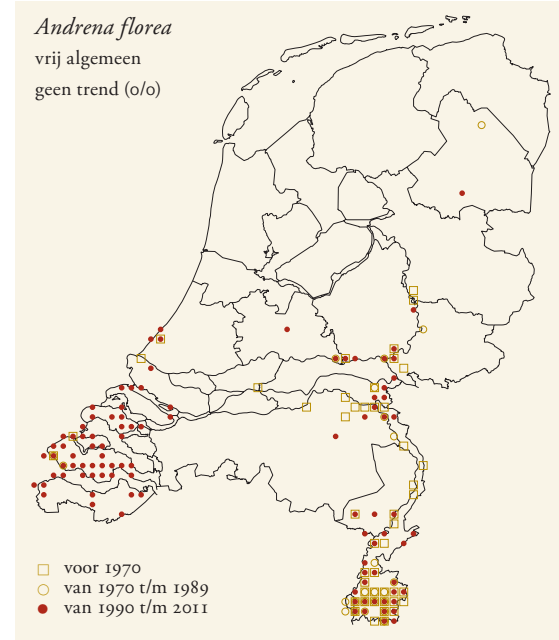 Andrena florea
vrij algemeen
geen trend (0/0)
voor 1970
van 1970 t/m 1989
van 1990 t/m 2011